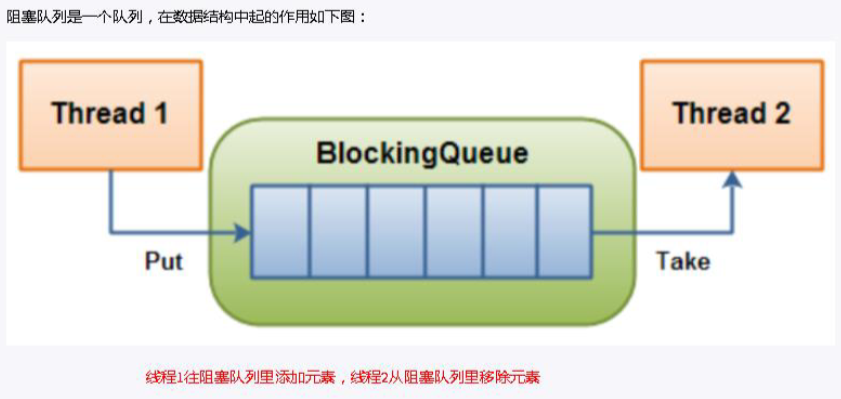 阻塞队列是一个队列，在数据结构中起的作用如下图：
Thread 1
Thread 2
BlockingQueue
Put
Take
线程1往阻塞队列里添加元素，线程2从阻塞队列里移除元素